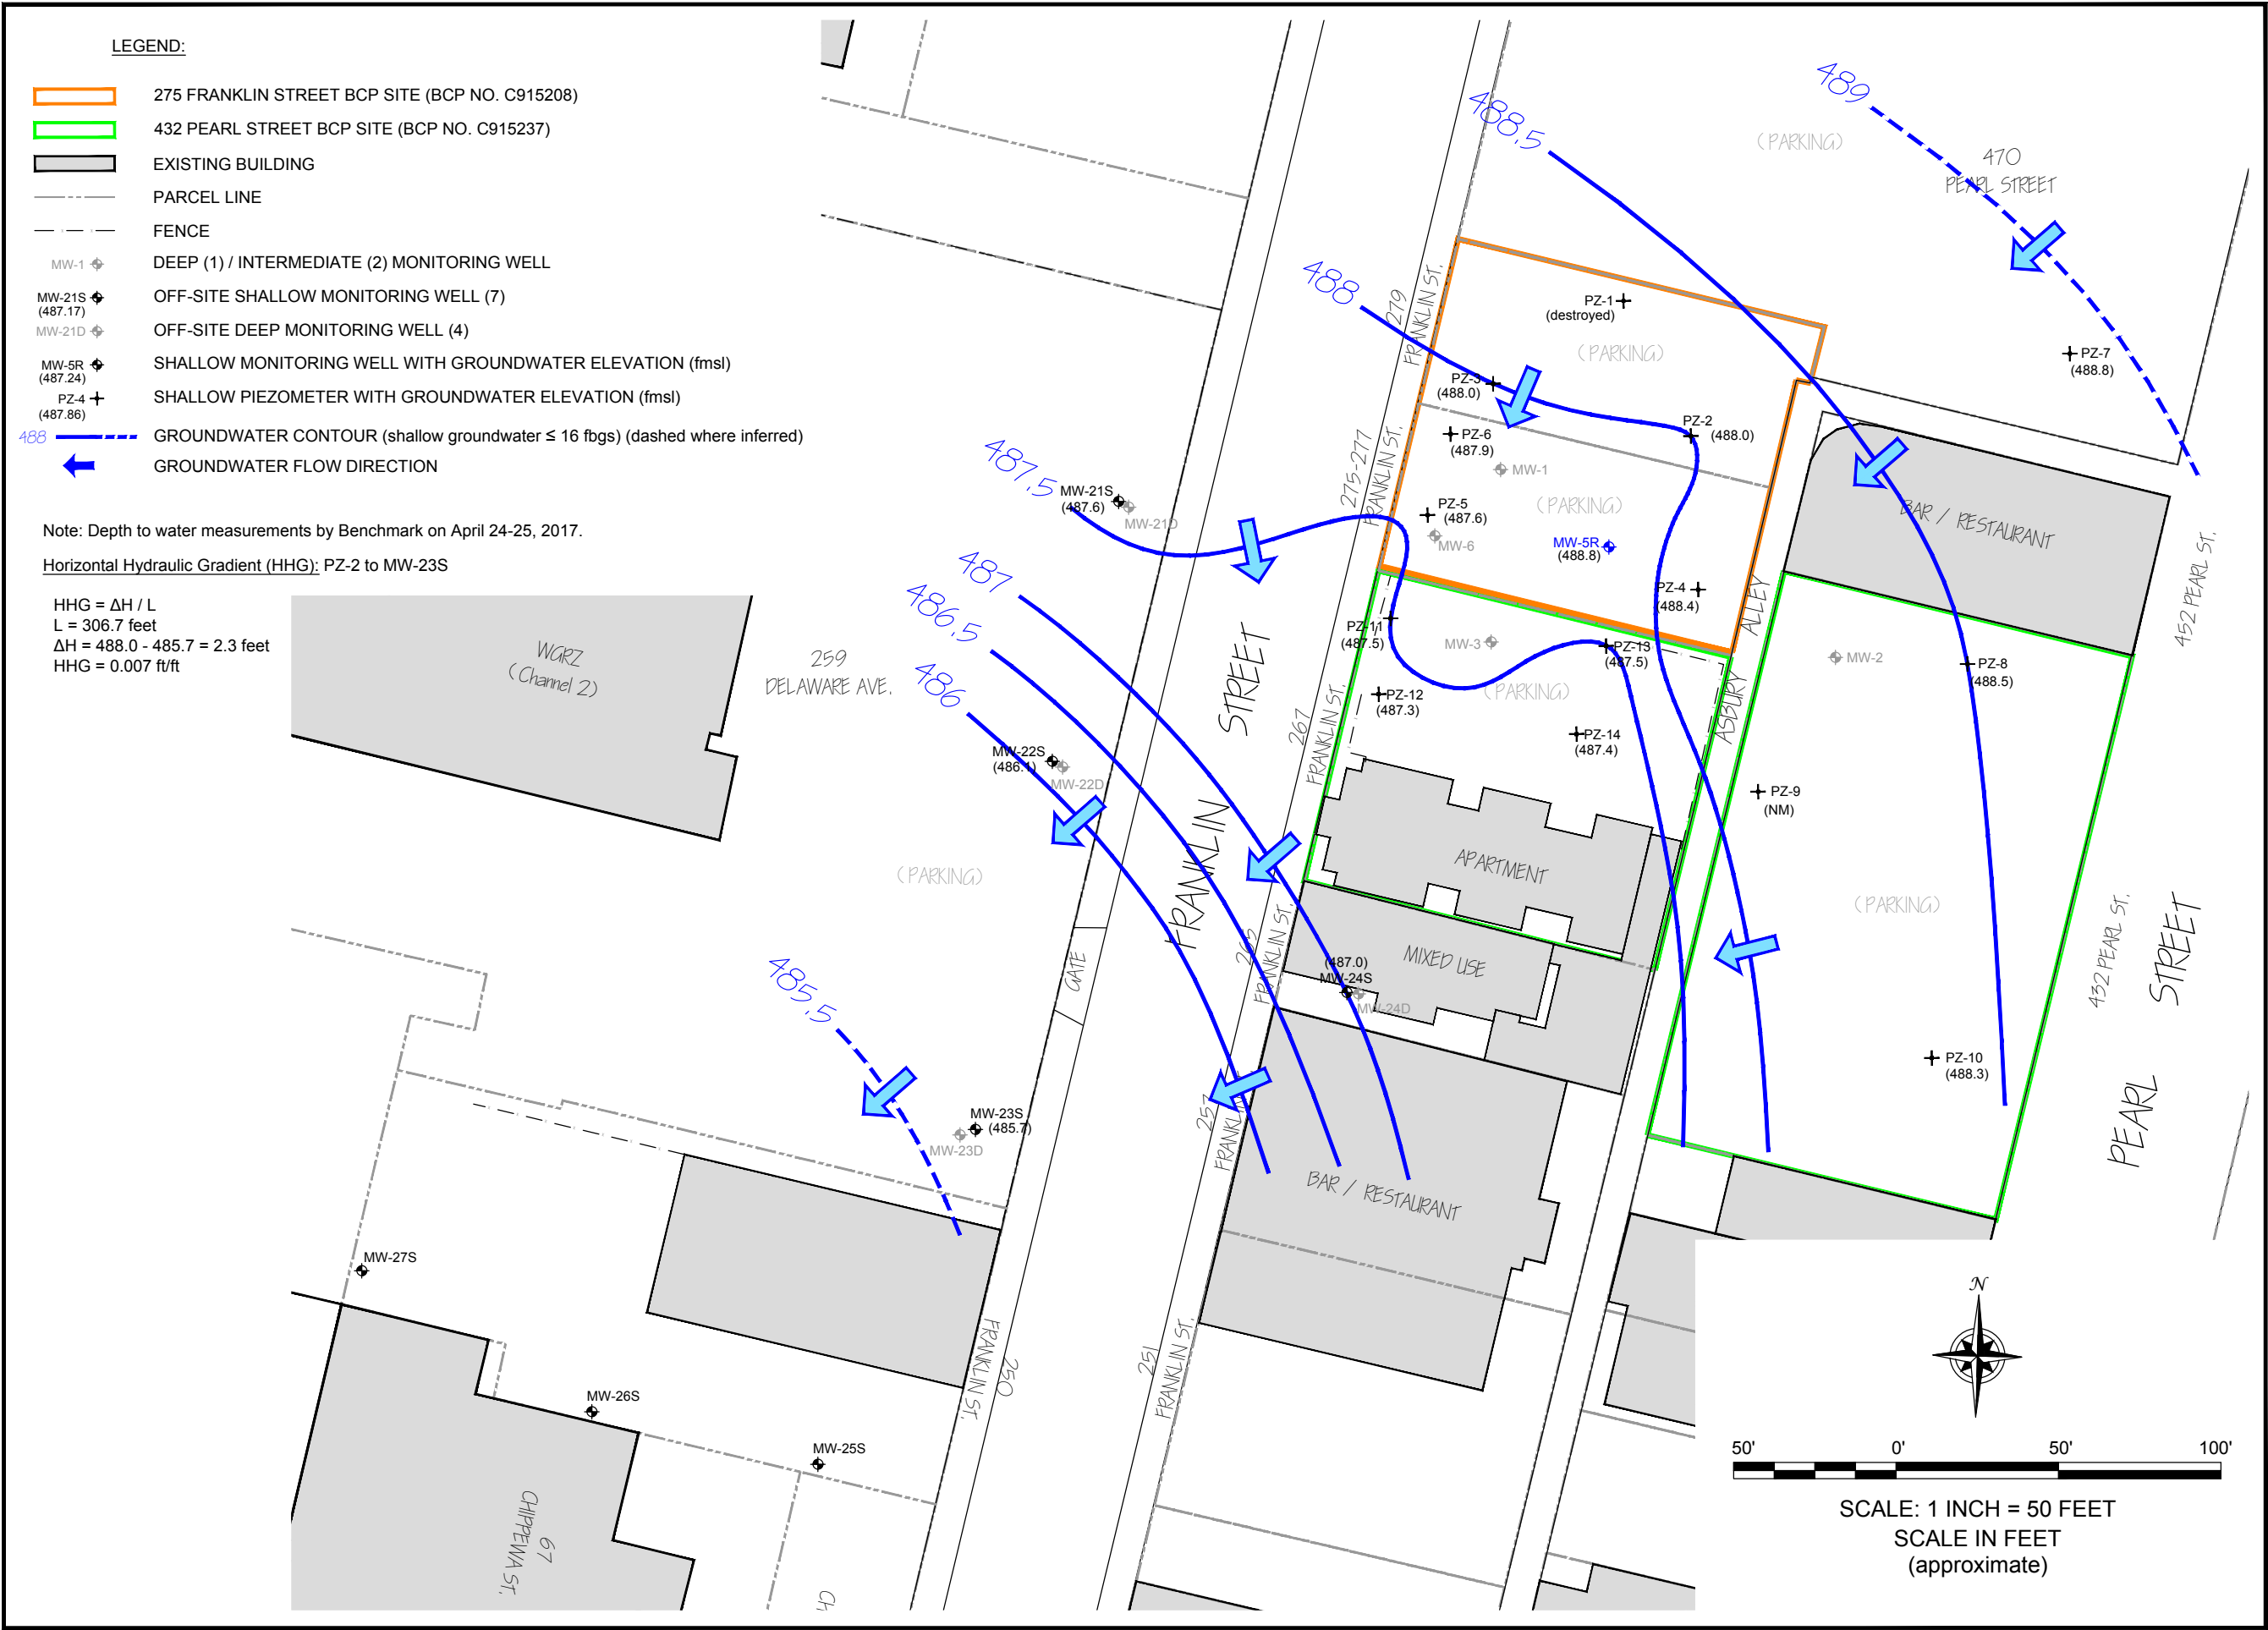 LEGEND:
275 FRANKLIN STREET BCP SITE (BCP NO. C915208)
432 PEARL STREET BCP SITE (BCP NO. C915237)
EXISTING BUILDING
PARCEL LINE
FENCE
MW-1
DEEP (1) / INTERMEDIATE (2) MONITORING WELL
MW-21S
(487.17)
OFF-SITE SHALLOW MONITORING WELL (7)
MW-21D
OFF-SITE DEEP MONITORING WELL (4)
MW-5R
(487.24)
SHALLOW MONITORING WELL WITH GROUNDWATER ELEVATION (fmsl)
PZ-4
(487.86)
SHALLOW PIEZOMETER WITH GROUNDWATER ELEVATION (fmsl)
488
GROUNDWATER CONTOUR (shallow groundwater ≤ 16 fbgs) (dashed where inferred)
GROUNDWATER FLOW DIRECTION
Note: Depth to water measurements by Benchmark on April 24-25, 2017.
Horizontal Hydraulic Gradient (HHG): PZ-2 to MW-23S
HHG = ΔH / L
L = 306.7 feet
ΔH = 488.0 - 485.7 = 2.3 feet
HHG = 0.007 ft/ft
489
488.5
488
487.5
487
486.5
486
485.5
(PARKING)
470
PEARL STREET
279
FRANKLIN ST.
PZ-1
(destroyed)
(PARKING)
PZ-7
(488.8)
PZ-3
(488.0)
PZ-2
(488.0)
PZ-6
(487.9)
MW-1
275-277
FRANKLIN ST.
(PARKING)
PZ-5
(487.6)
MW-6
MW-5R
(488.8)
PZ-4
(488.4)
BAR / RESTAURANT
452 PEARL ST.
MW-21S
(487.6)
MW-21D
PZ-11
(487.5)
MW-3
PZ-13
(487.5)
ASBURY ALLEY
MW-2
PZ-8
(488.5)
PZ-12
(487.3)
(PARKING)
PZ-14
(487.4)
267
FRANKLIN ST.
PZ-9
(NM)
WGRZ
(Channel 2)
259
DELAWARE AVE.
MW-22S
(486.1)
MW-22D
FRANKLIN STREET
APARTMENT
(PARKING)
(PARKING)
432 PEARL ST.
PEARL STREET
263
FRANKLIN ST.
MIXED USE
(487.0)
MW-24S
MW-24D
GATE
PZ-10
(488.3)
MW-23S
(485.7)
MW-23D
257
FRANKLIN
BAR / RESTAURANT
MW-27S
MW-26S
MW-25S
250
FRANKLIN ST.
251
FRANKLIN ST.
67
CHIPPEWA ST.
CH
N
50' 0' 50' 100'
SCALE: 1 INCH = 50 FEET
SCALE IN FEET
(approximate)